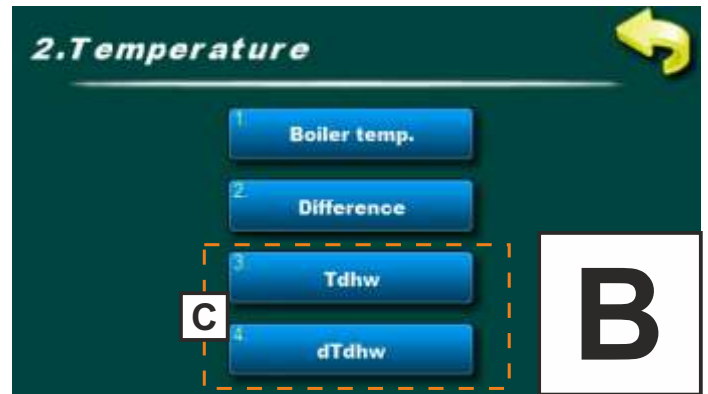 2.Temperature
1
Boiler temp.
2.
Difference
3.
Tdhw
4
dTdhw
C
B